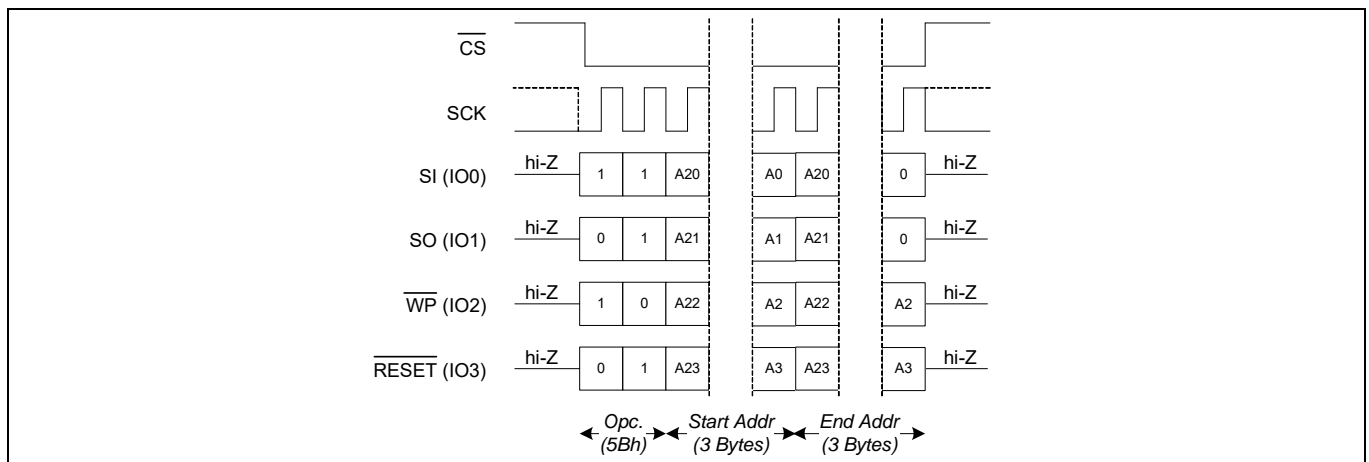 CS
SCK
SI (IO0) hi-Z 1 1 A20 A0 A20 0 hi-Z
SO (IO1) hi-Z 0 1 A21 A1 A21 0 hi-Z
WP (IO2) hi-Z 1 0 A22 A2 A22 A2 hi-Z
RESET (IO3) hi-Z 0 1 A23 A3 A23 A3 hi-Z
Opc. Start Addr End Addr
(5Bh) (3 Bytes) (3 Bytes)